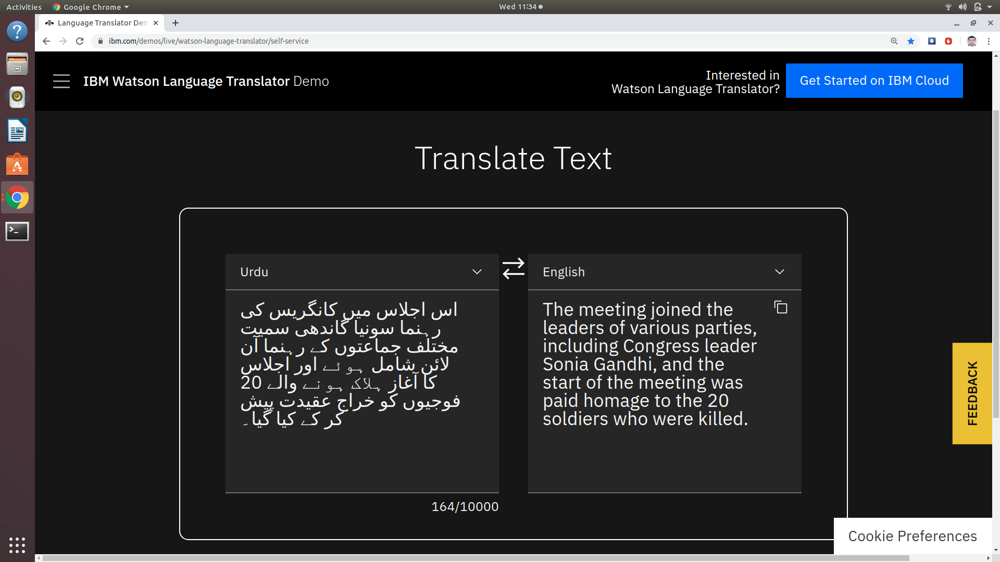 Activities
Google Chrome
Wed 11:34
Language Translator Dem
ibm.com/demos/live/watson-language-translator/self-service
IBM Watson Language Translator Demo
Interested in
Watson Language Translator?
Get Started on IBM Cloud
Translate Text
Urdu
اس اجلاس میں کانگریس کی
رہنما سونیا گاندھی سمیت
مختلف جماعتوں کے رہنما آن
لائن شامل ہوئے اور اجلاس
کا آغاز ہلاک ہونے والے 20
فوجیوں کو خراج عقیدت پیش
کر کے کیا گیا۔
164/10000
English
The meeting joined the
leaders of various parties,
including Congress leader
Sonia Gandhi, and the
start of the meeting was
paid homage to the 20
soldiers who were killed.
FEEDBACK
Cookie Preferences